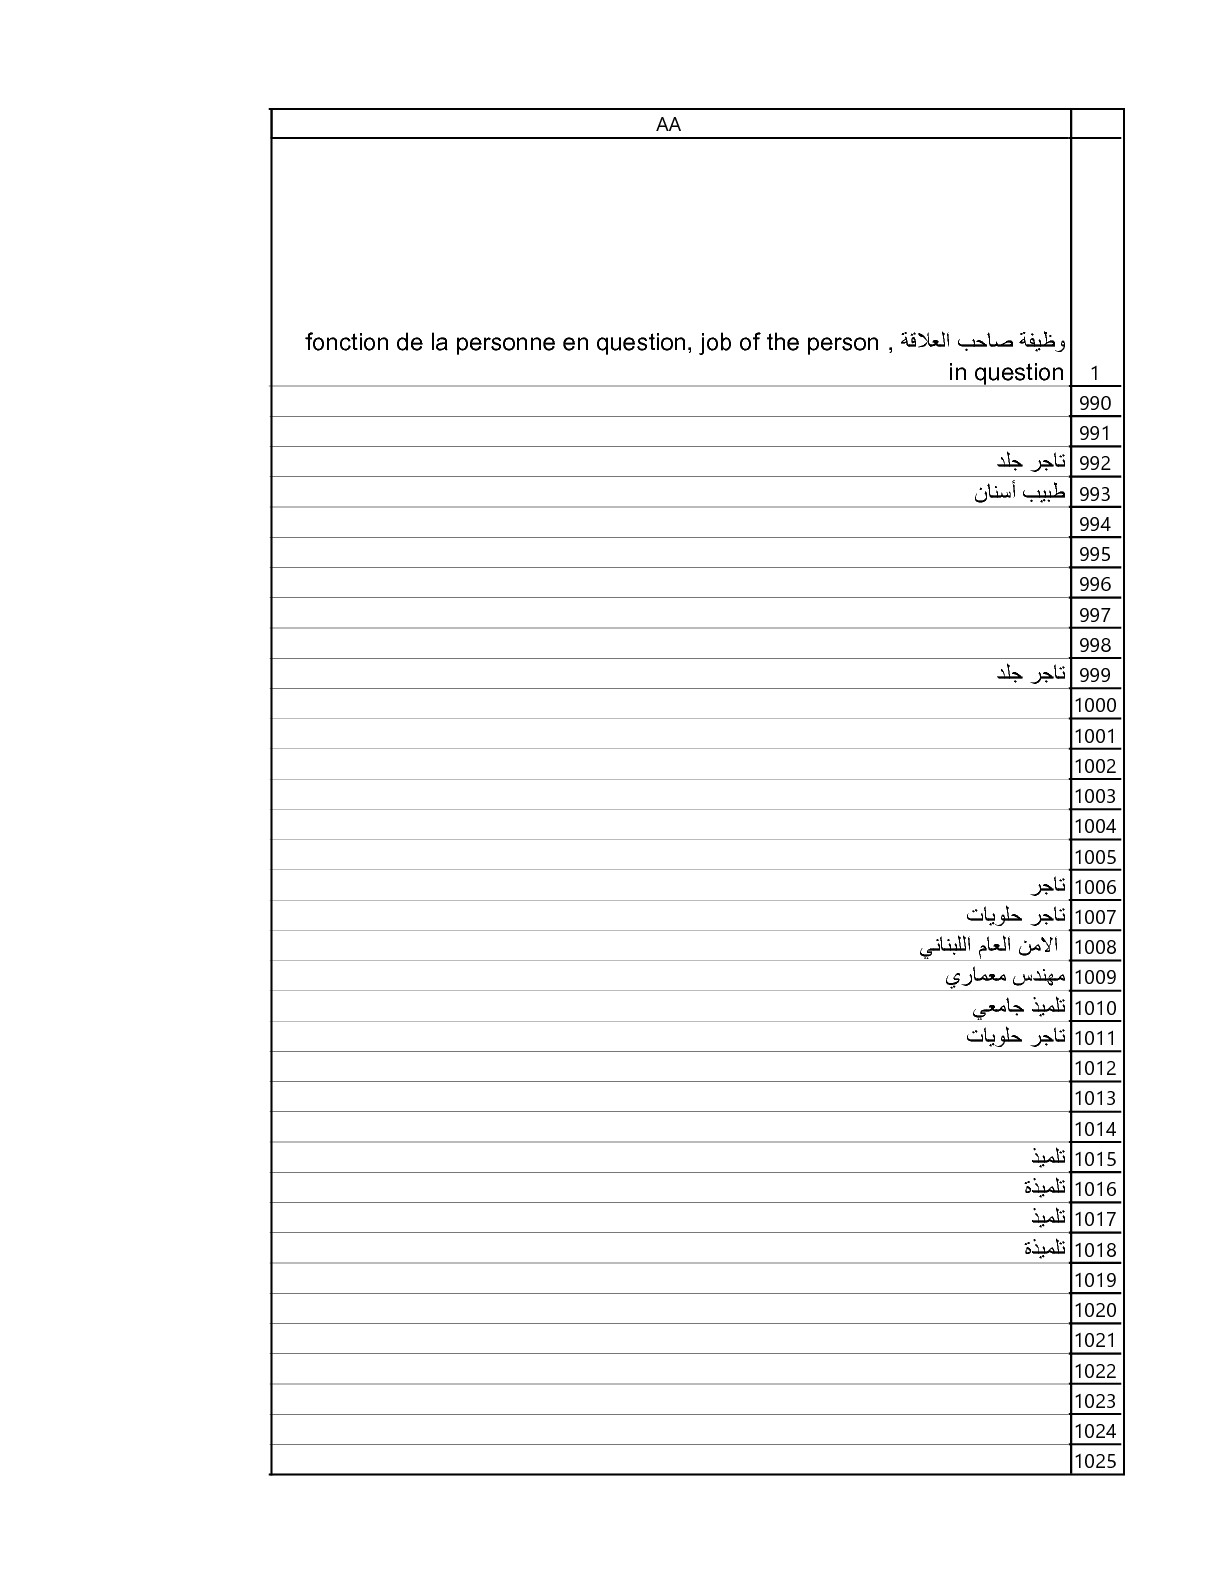 AA
وظيفة صاحب العلاقة , fonction de la personne en question, job of the person
in question 1
990
991
992 تاجر جلد
993 طبيب أسنان
994
995
996
997
998
999 تاجر جلد
1000
1001
1002
1003
1004
1005
1006 تاجر
1007 تاجر حلويات
1008 الامن العام اللبناني
1009 مهندس معماري
1010 تلميذ جامعي
1011 تاجر حلويات
1012
1013
1014
1015 تلميذ
1016 تلميذة
1017 تلميذ
1018 تلميذة
1019
1020
1021
1022
1023
1024
1025